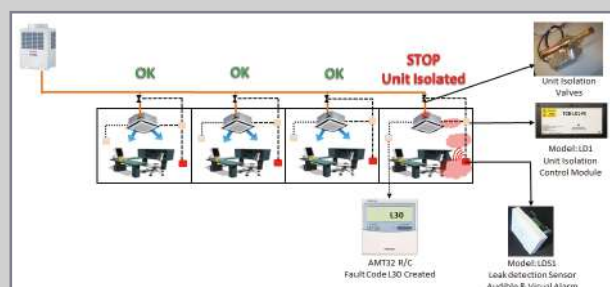 OK
OK
OK
STOP
Unit Isolated
Unit Isolation
Valves
Model: LD1
Unit Isolation
Control Module
L30
AMT32 R/C
Fault Code L30 Created
Model: LDS1
Leak detection Sensor
Audible & Visual Alarm